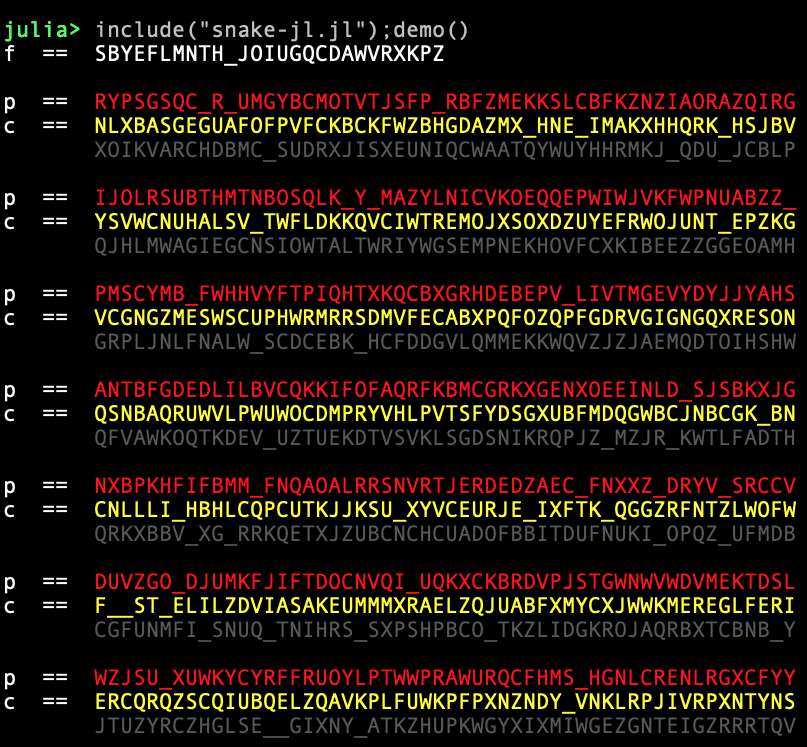 julia> include("snake-jl.jl");demo()
f == SBYEFLMNTH_JOIUGQCDAWVRXKPZ
p == RYPSGSQC_R_UMGYBCMOTVTJSFP_RBFZMEKKSLCBFKZNZIAORAZQIRG
c == NLXBASGEGUAFOFPVFCKBCKFWZBHGDAZMX_HNE_IMAKXHHQRK_HSJBV
XOIKVARCHDBMC_SUDRXJISXEUNIQCWAATQYWUYHHRMKJ_QDU_JCBLP
p == IJOLRSUBTHMTNBOSQLK_Y_MAZYLNICVKOEQQEPWIWJVKFWPNUABZZ_
c == YSVWCNUHALSV_TWFLDKKQVCIWTREMOJXSOXDZUYEFRWOJUNT_EPZKG
QJHLMWAGIEGCNSIOWTALTWRIYWGSEMPNEKHOVFCXKIBEEZZGGEOAMH
p == PMSCYMB_FWHHVYFTPIQHTXKQCBXGRHDEBEPV_LIVTMGEVYDYJJYAHS
c == VCGNGZMESWSCUPHWRMRRSDMVFECABXPQFOZQPFGDRVGIGNGQXRESON
GRPLJNLFNALW_SCDCEBK_HCFDDGVLQMMEKKWQVZJZJAEMQDTOIHSHW
p == ANTBFGDEDLILBVCQKKIFOFAQRFKBMCGRKXGENXOEEINLD_SJSBKXJG
c == QSNBAQRUWVLPWUWOCDMPRYVHLPVTSFYDSGXUBFMDQGWBCJNBCGK_BN
QFVAWKOQTKDEV_UZTUEKDTVSVKLSGDSNIKRQPJZ_MZJR_KWTLFADTH
p == NXBPKHFIFBMM_FNQAOALRRSNVRTJERDEDZAEC_FNXXZ_DRYV_SRCCV
c == CNLLLI_HBHLCQPCUTKJJKSU_XYVCEURJE_IXFTK_QGGZRFNTZLWOFW
QRKXBBV_XG_RRKQETXJZUBCNCHCUADOFBBITDUFNUKI_OPQZ_UFMDB
p == DUVZGO_DJUMKFJIFTDOCNVQI_UQKXCKBRDVPJSTGWNWVWDVMEKTDSL
c == F__ST_ELILZDVIASAKEUMMMXRAELZQJUABFXMYCXJWWKMEREGLFERI
CGFUNMFI_SNUQ_TNIHRS_SXPSHPBCO_TKZLIDGKROJAQRBXTCBNB_Y
p == WZJSU_XUWKYCYRFFRUOYLPTWWPRAWURQCFHMS_HGNLCRENLRGXCFYY
c == ERCQRQZSCQIUBQELZQAVKPLFUWKPFPXNZNDY_VNKLRPJIVRPXNTYNS
JTUZYRCZHGLSE__GIXNY_ATKZHUPKWGYXIXMIWGEZGNTEIGZRRRTQV